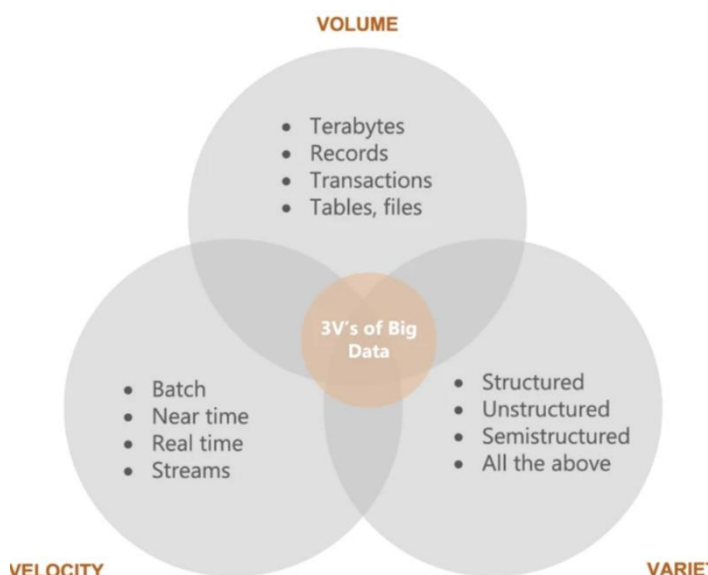 VOLUME
• Terabytes
• Records
• Transactions
• Tables, files
3V's of Big
Data
• Batch
• Near time
• Real time
• Streams
• Structured
• Unstructured
• Semistructured
• All the above
VELOCITY
VARIET